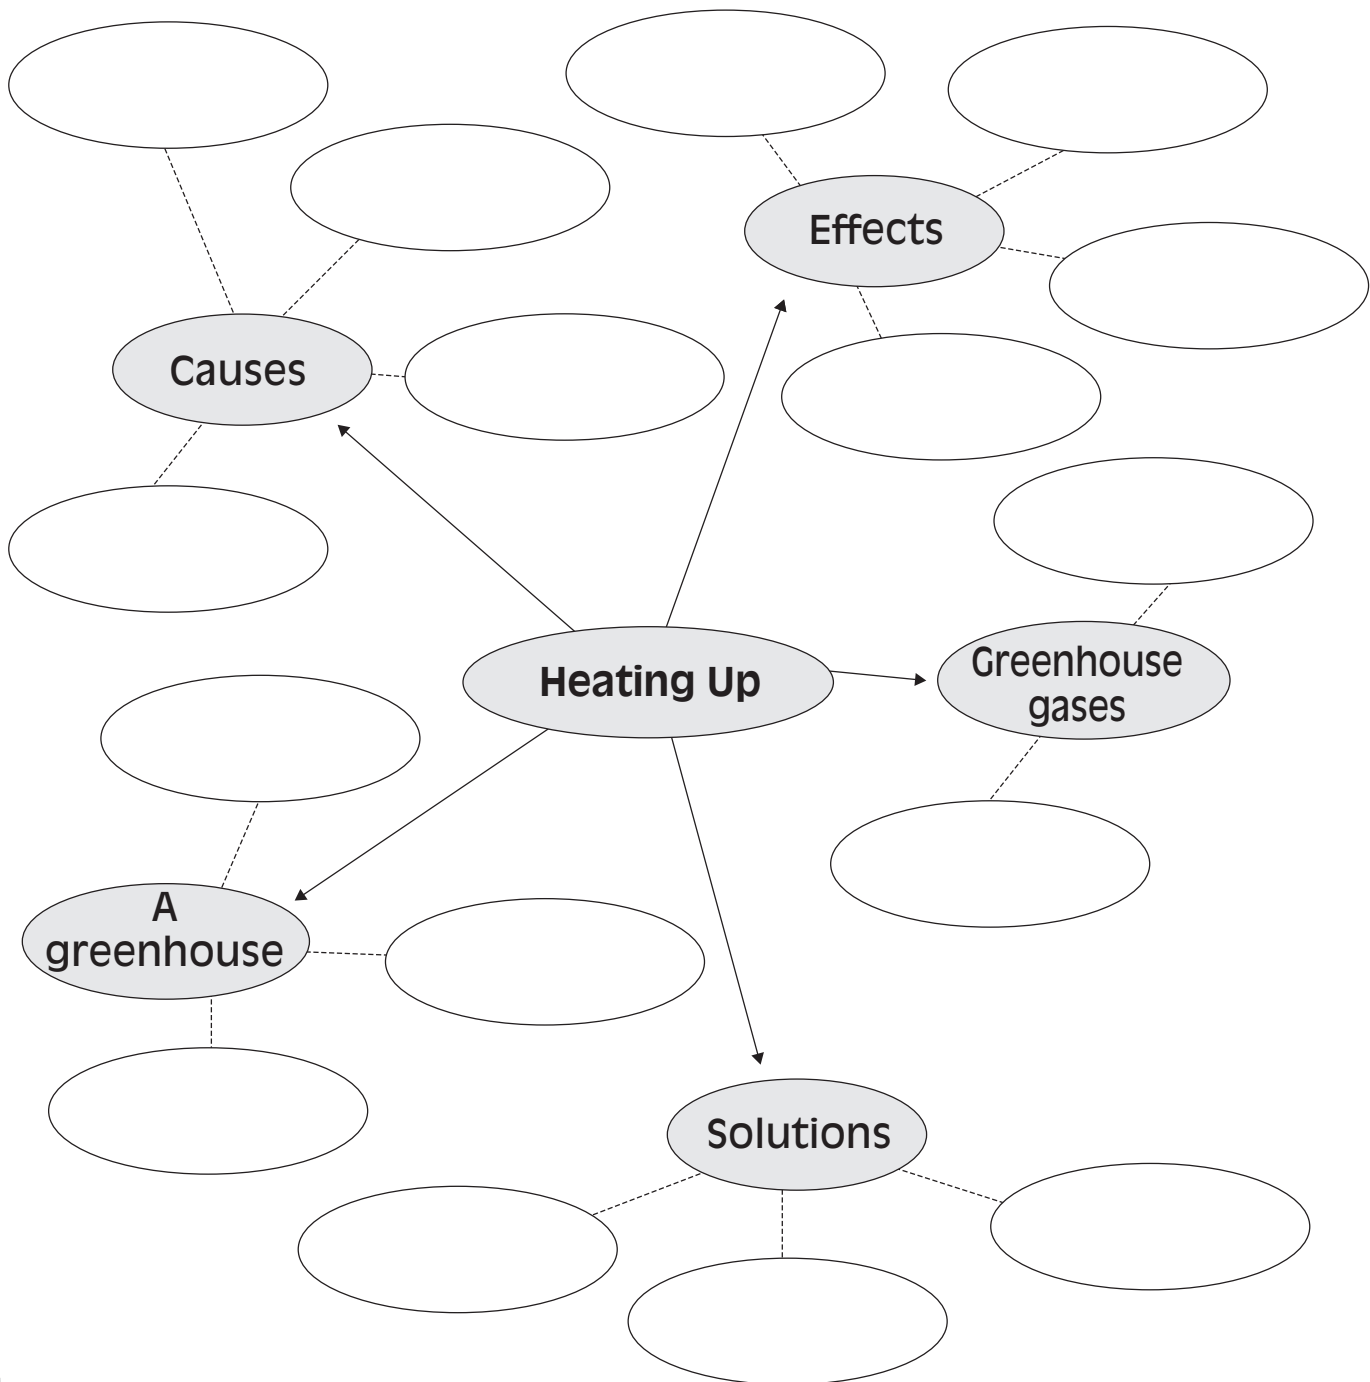 Effects
Causes
Heating Up
Greenhouse
gases
A
greenhouse
Solutions